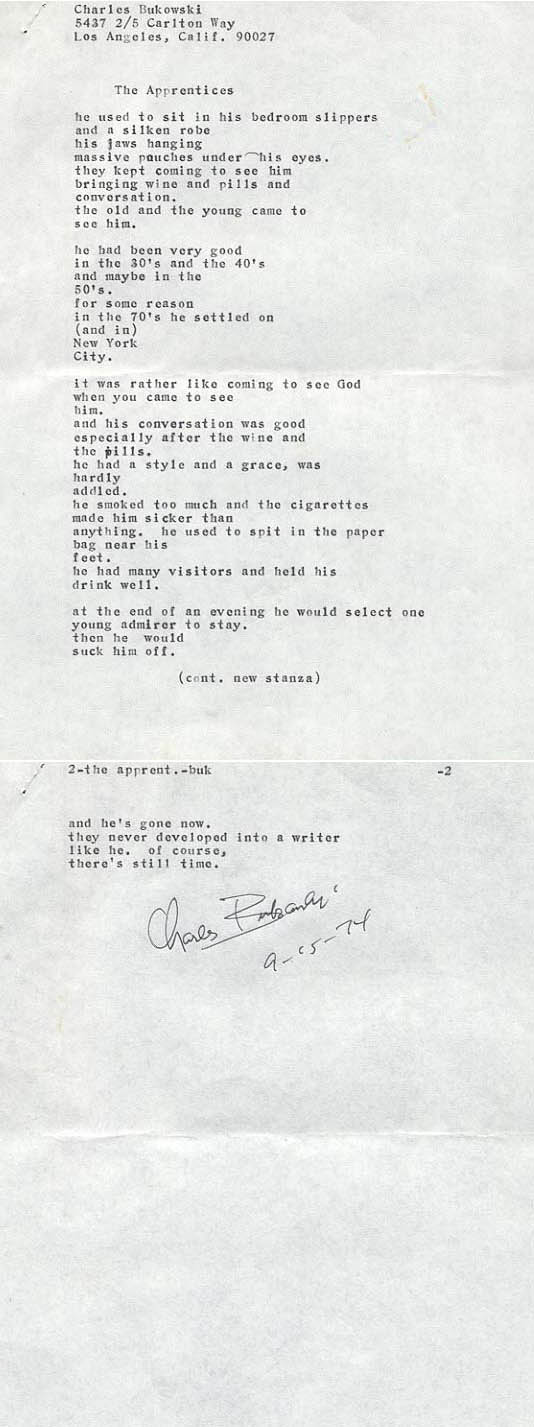 Charles Bukowski
5437 2/5 Carlton Way
Los Angeles, Calif. 90027
The Apprentices
he used to sit in his bedroom slippers
and a silken robe
his jaws hanging
massive pouches under his eyes.
they kept coming to see him
bringing wine and pills and
conversation.
the old and the young came to
see him.
he had been very good
in the 30's and the 40's
and maybe in the
50's.
for some reason
in the 70's he settled on
(and in)
New York
City.
it was rather like coming to see God
when you came to see
him.
and his conversation was good
especially after the wine and
the pills.
he had a style and a grace, was
hardly
addled.
he smoked too much and the cigarettes
made him sicker than
anything.  he used to spit in the paper
bag near his
feet.
he had many visitors and held his
drink well.
at the end of an evening he would select one
young admirer to stay.
then he  would
suck him off.
(cont. new stanza)
2-the apprent.-buk -2
and he's gone now.
they never developed into a writer
like he.  of course,
there's still time.
Charles Bukowski
9-15-74